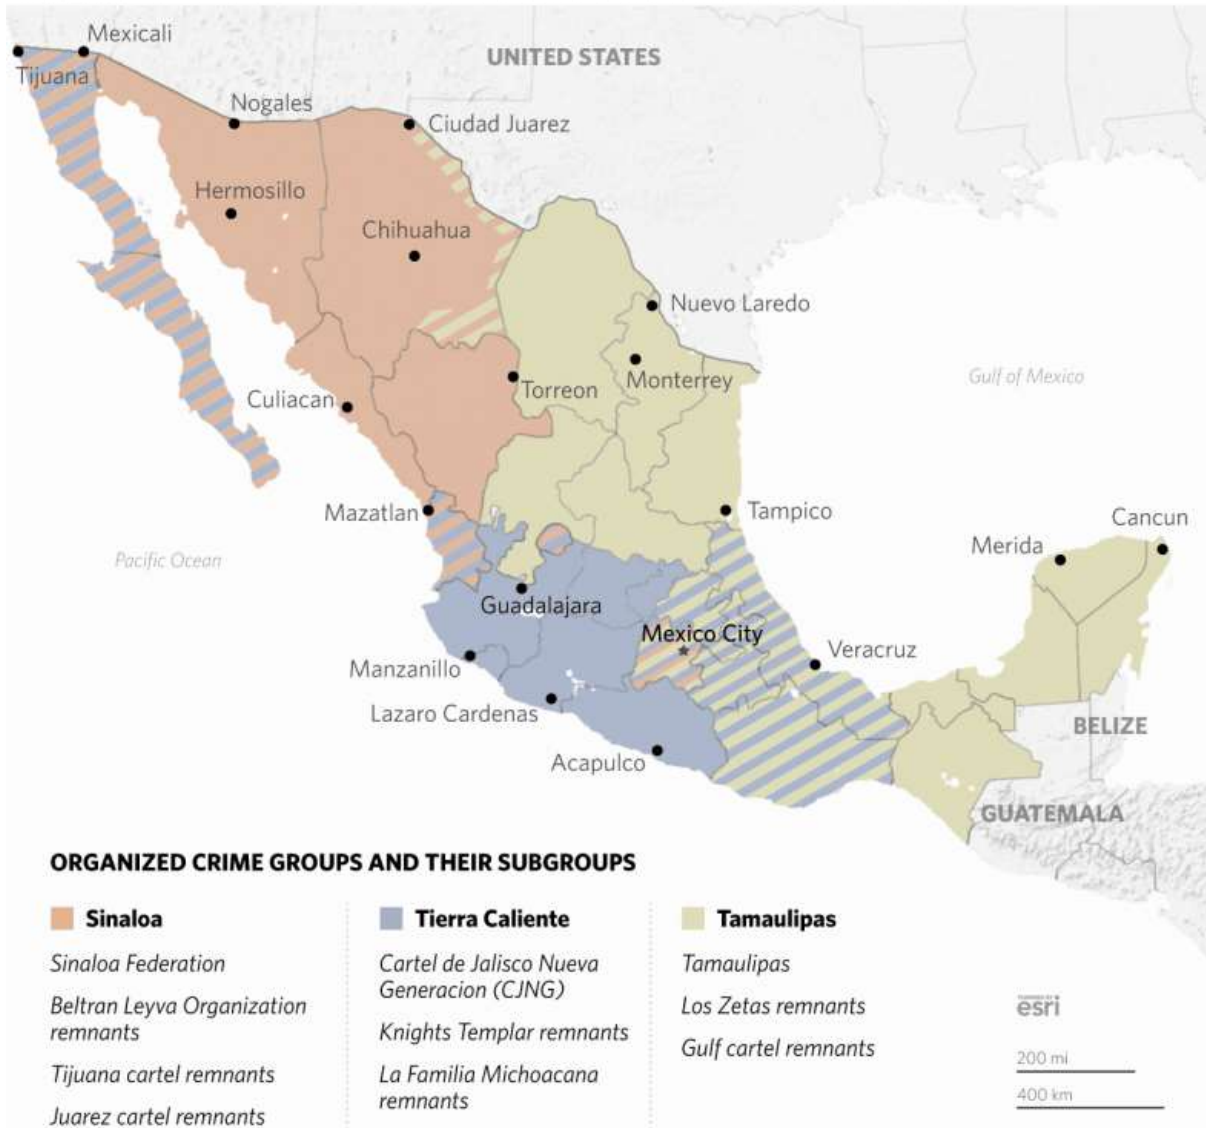 Mexicali
UNITED STATES
Tijuana
Nogales
Ciudad Juarez
Hermosillo
Chihuahua
Nuevo Laredo
Monterrey
Torreon
Gulf of Mexico
Culiacan
Mazatlan
Tampico
Cancun
Merida
Pacific Ocean
Guadalajara
Mexico City
Veracruz
Manzanillo
Lazaro Cardenas
BELIZE
Acapulco
GUATEMALA
ORGANIZED CRIME GROUPS AND THEIR SUBGROUPS
Sinaloa
Sinaloa Federation
Beltran Leyva Organization
remnants
Tijuana cartel remnants
Juarez cartel remnants
Tierra Caliente
Cartel de Jalisco Nueva
Generacion (CJNG)
Knights Templar remnants
La Familia Michoacana
remnants
Tamaulipas
Tamaulipas
Los Zetas remnants
Gulf cartel remnants
esri
200 mi
400 km